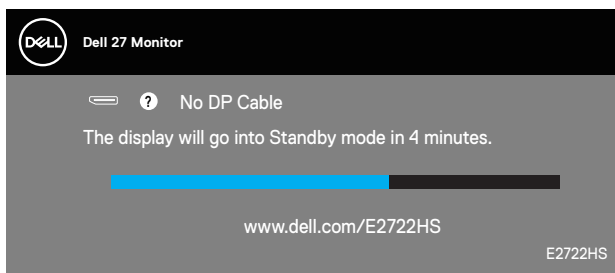 DELL
Dell 27 Monitor
? No DP Cable
The display will go into Standby mode in 4 minutes.
www.dell.com/E2722HS
E2722HS